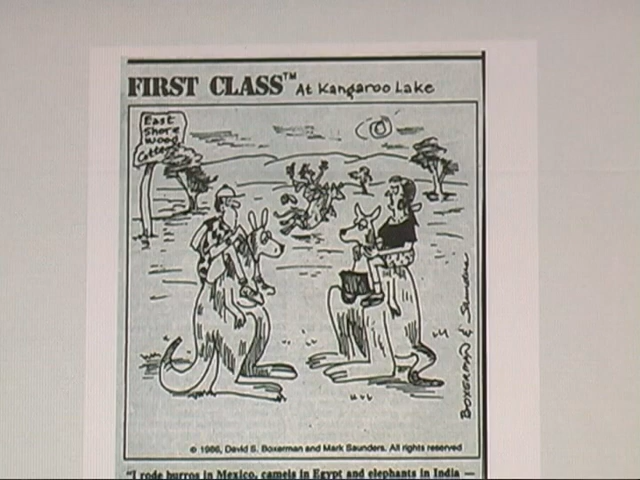 FIRST CLASS™ At Kangaroo Lake
East
Shore
Wood
BOXERMAN & Saunders
© 1986, David S. Boxerman and Mark Saunders. All rights reserved
"I rode burros in Mexico, camels in Egypt and elephants in India —